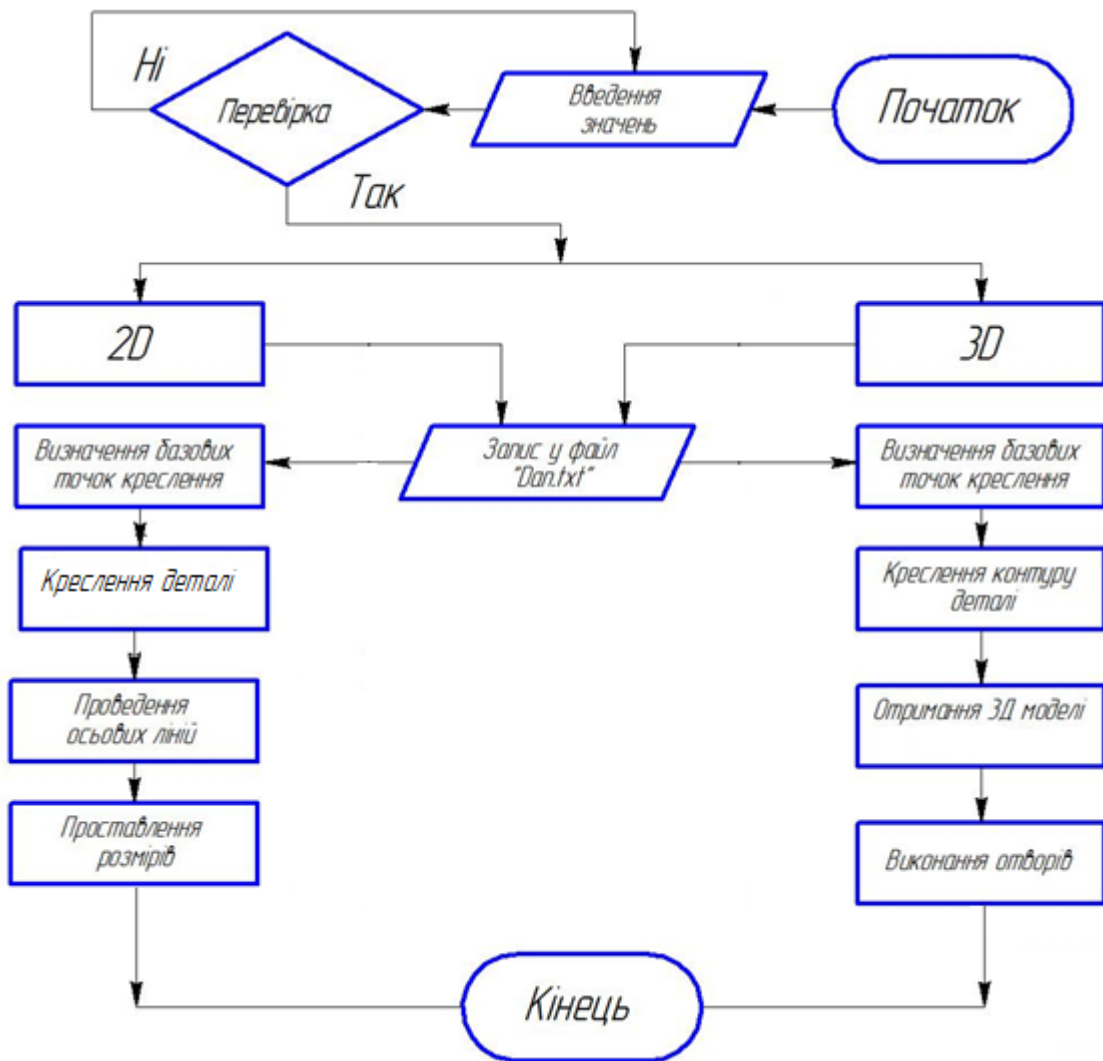 Ні
Перевірка
Введення
значень
Початок
Так
2D
3D
Визначення базових
точок креслення
Запис у файл
"Dan.txt"
Визначення базових
точок креслення
Креслення деталі
Креслення контуру
деталі
Проведення
осьових ліній
Отримання 3Д моделі
Проставлення
розмірів
Виконання отворів
Кінець